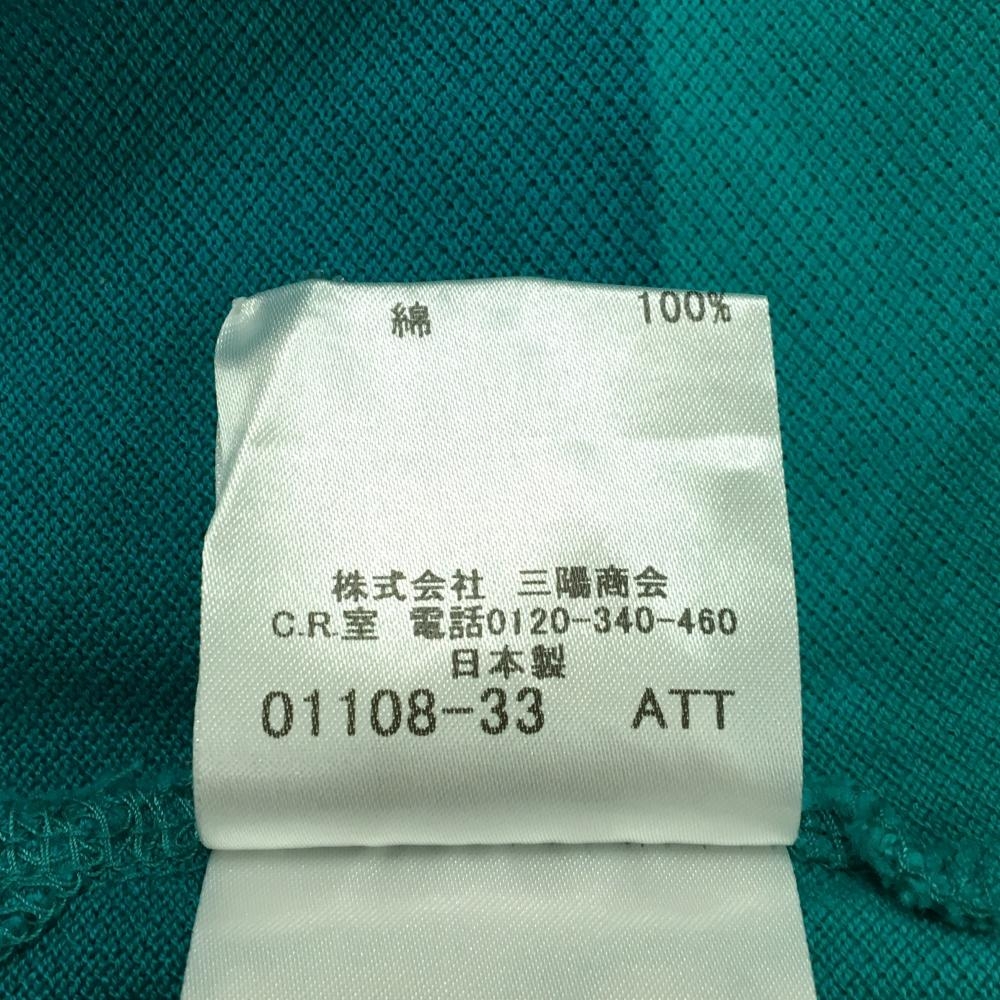 綿 100%
株式会社 三陽商会
C.R.室 電話0120-340-460
日本製
01108-33 ATT